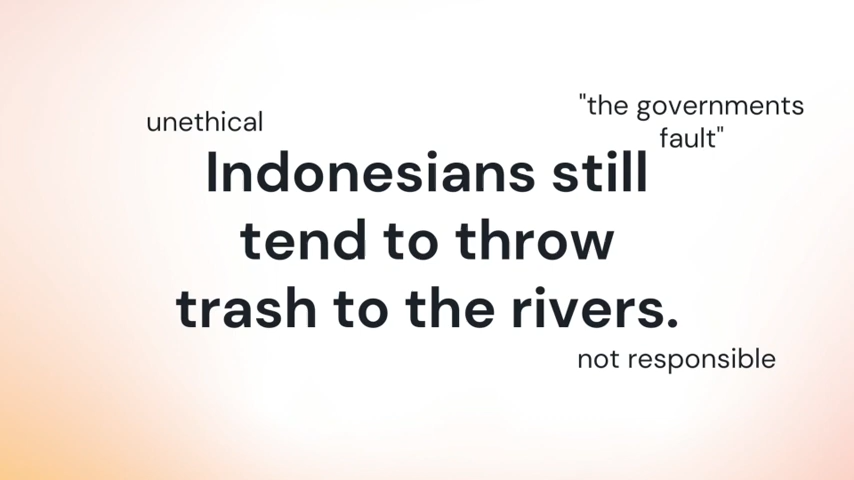 unethical
"the governments
fault"
Indonesians still
tend to throw
trash to the rivers.
not responsible